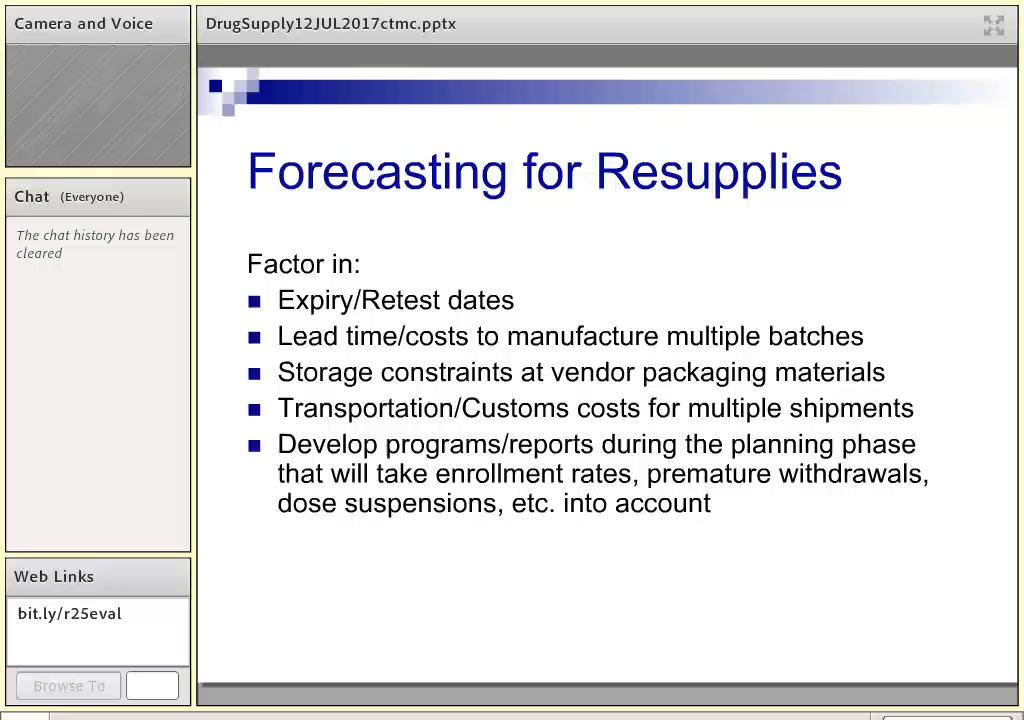 Camera and Voice
DrugSupply12JUL2017ctmc.pptx
Chat (Everyone)
The chat history has been
cleared
Web Links
bit.ly/r25eval
Browse To
Forecasting for Resupplies
Factor in:
Expiry/Retest dates
Lead time/costs to manufacture multiple batches
Storage constraints at vendor packaging materials
Transportation/Customs costs for multiple shipments
Develop programs/reports during the planning phase
that will take enrollment rates, premature withdrawals,
dose suspensions, etc. into account